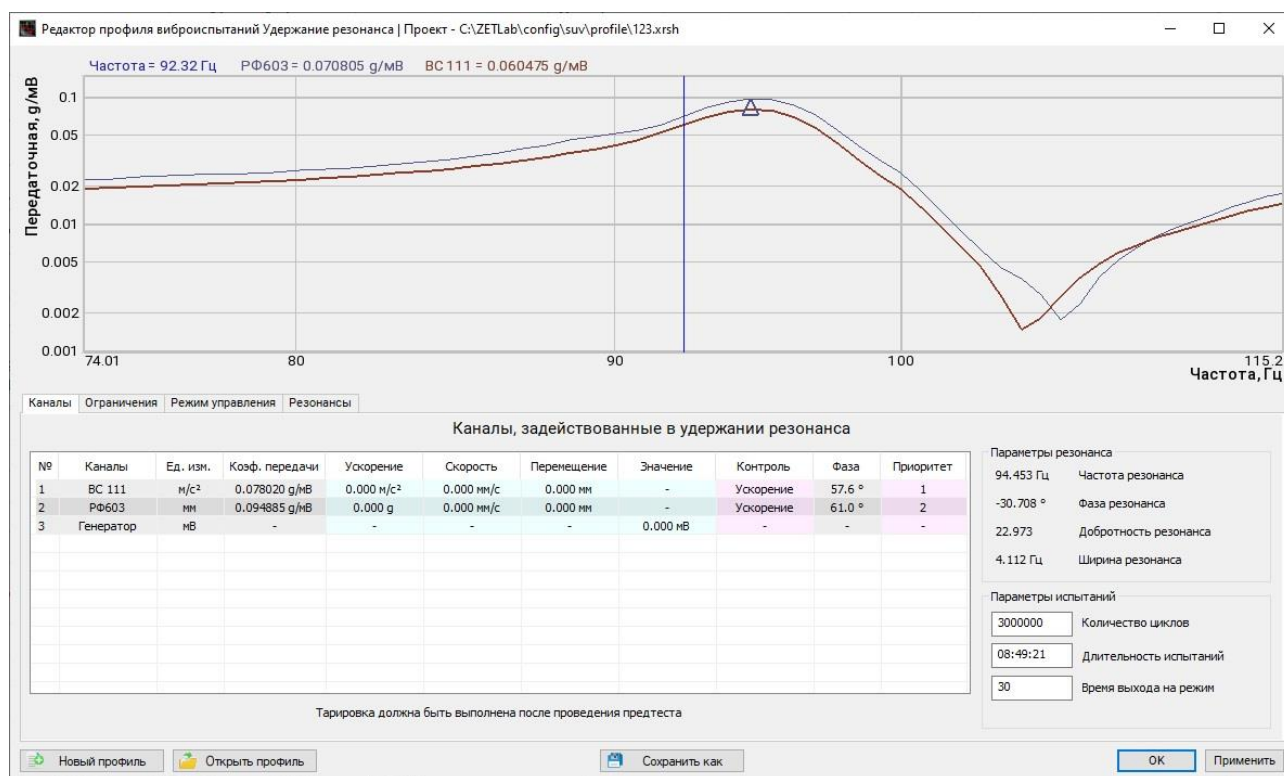 Редактор профиля виброиспытаний Удержание резонанса | Проект - C:\ZETLab\config\suv\profile\123.xrsh
Частота = 92.32 Гц РФ603 = 0.070805 g/мВ ВС 111 = 0.060475 g/мВ
Передаточная, g/мВ
0.1
0.05
0.02
0.01
0.005
0.002
0.001
74.01 80 90 100 115.2
Частота, Гц
Каналы Ограничения Режим управления Резонансы
Каналы, задействованные в удержании резонанса
№ Каналы Ед. изм. Коэф. передачи Ускорение Скорость Перемещение Значение Контроль Фаза Приоритет
1 ВС 111 м/с² 0.078020 g/мВ 0.000 м/с² 0.000 мм/с 0.000 мм - Ускорение 57.6 ° 1
2 РФ603 мм 0.094885 g/мВ 0.000 g 0.000 мм/с 0.000 мм - Ускорение 61.0 ° 2
3 Генератор мВ - - - - 0.000 мВ - - -
Тарировка должна быть выполнена после проведения предтеста
Параметры резонанса
94.453 Гц Частота резонанса
-30.708 ° Фаза резонанса
22.973 Добротность резонанса
4.112 Гц Ширина резонанса
Параметры испытаний
3000000 Количество циклов
08:49:21 Длительность испытаний
30 Время выхода на режим
Новый профиль Открыть профиль Сохранить как OK Применить